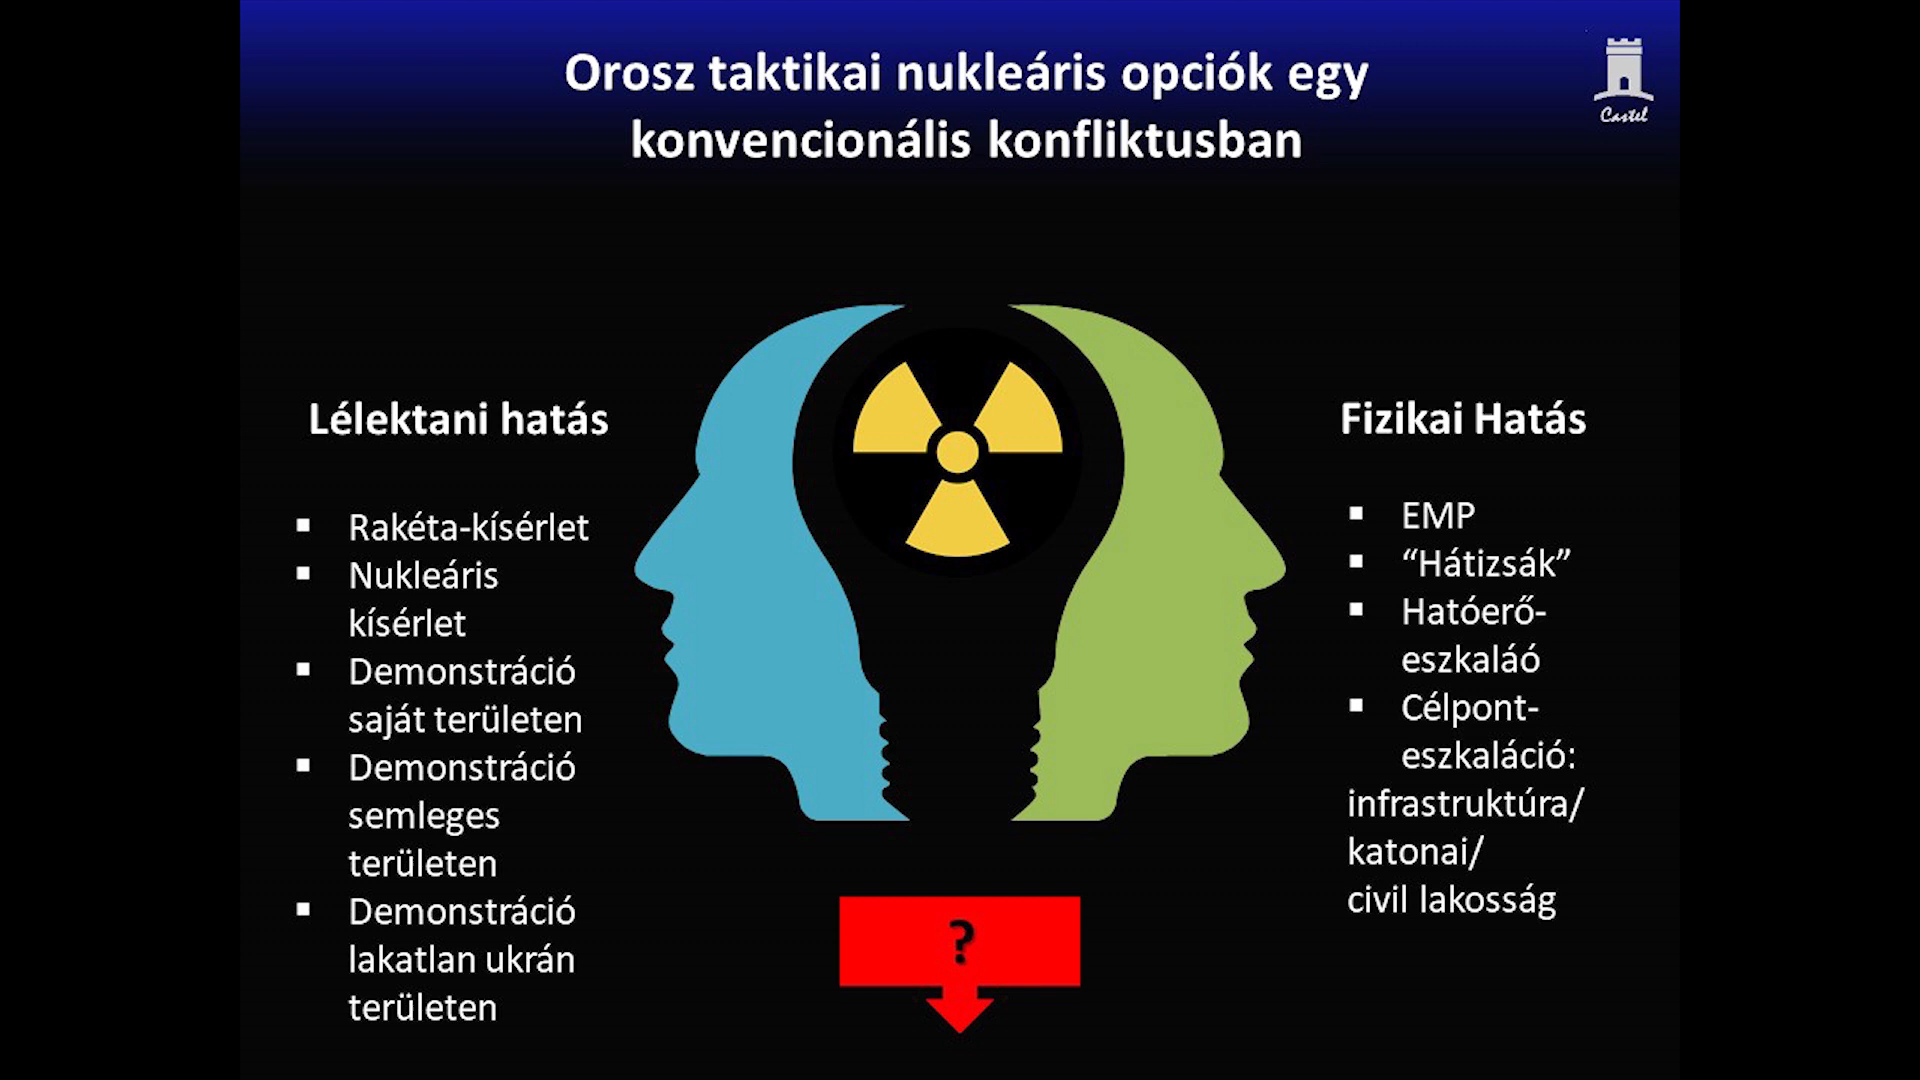 Orosz taktikai nukleáris opciók egy
konvencionális konfliktusban
Castel
Lélektani hatás
▪ Rakéta-kísérlet
▪ Nukleáris
kísérlet
▪ Demonstráció
saját területen
▪ Demonstráció
semleges
területen
▪ Demonstráció
lakatlan ukrán
területen
Fizikai Hatás
▪ EMP
▪ “Hátizsák”
▪ Hatóerő-
eszkaláó
▪ Célpont-
eszkaláció:
infrastruktúra/
katonai/
civil lakosság
?